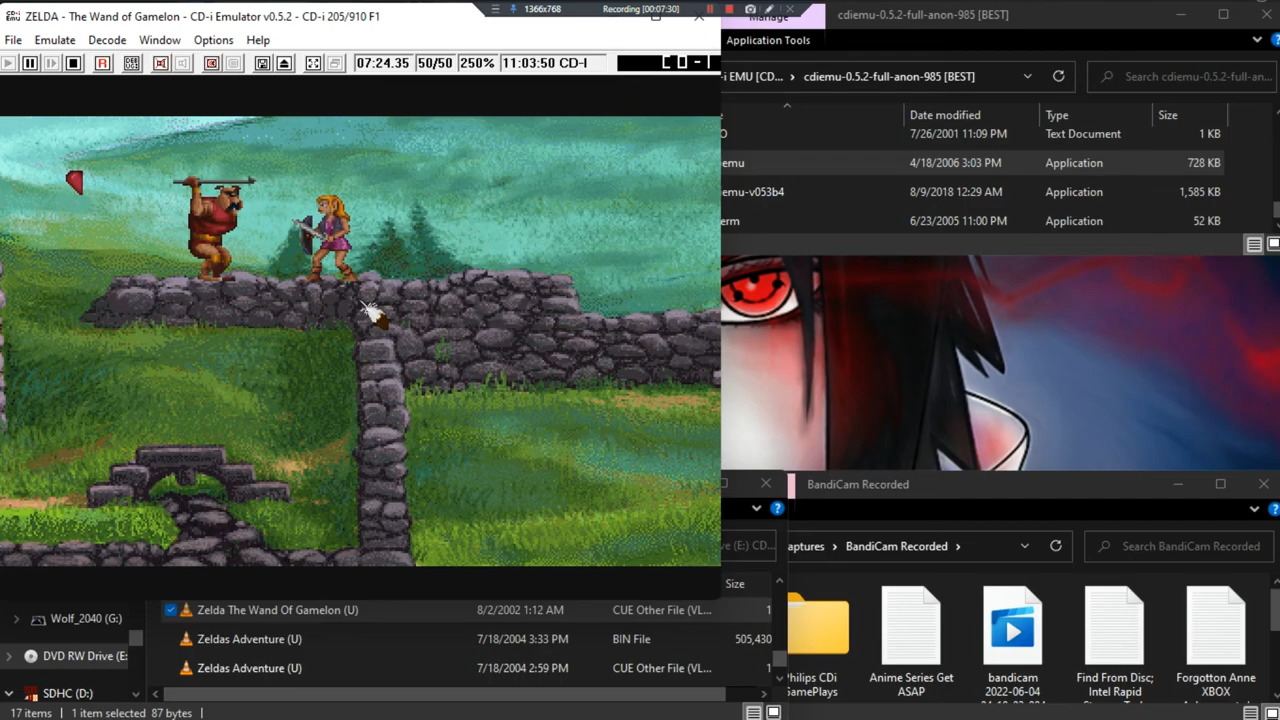 ZELDA - The Wand of Gamelon - CD-i Emulator v0.5.2 - CD-i 205/910 F1
1366x768
Recording [00:07:30]
File Emulate Decode Window Options Help
R 07:24.35 50/50 250% 11:03:50 CD-I CD-I
Manage cdiemu-0.5.2-full-anon-985 [BEST]
Application Tools
-i EMU [CD... > cdiemu-0.5.2-full-anon-985 [BEST]
Search cdiemu-0.5.2-full-an...
Date modified Type Size
O 7/26/2001 11:09 PM Text Document 1 KB
emu 4/18/2006 3:03 PM Application 728 KB
emu-v053b4 8/9/2018 12:29 AM Application 1,585 KB
erm 6/23/2005 11:00 PM Application 52 KB
BandiCam Recorded
ve (E:) CD...
aptures > BandiCam Recorded >
Search BandiCam Recorded
Size
Wolf_2040 (G:)
DVD RW Drive (E:
SDHC (D:)
Zelda The Wand Of Gamelon (U) 8/2/2002 1:12 AM CUE Other File (VL... 1
Zeldas Adventure (U) 7/18/2004 3:33 PM BIN File 505,430
Zeldas Adventure (U) 7/18/2004 2:59 PM CUE Other File (VL... 1
Philips CDi GamePlays
Anime Series Get ASAP
bandicam 2022-06-04
Find From Disc; Intel Rapid
Forgotton Anne XBOX
17 items 1 item selected 87 bytes